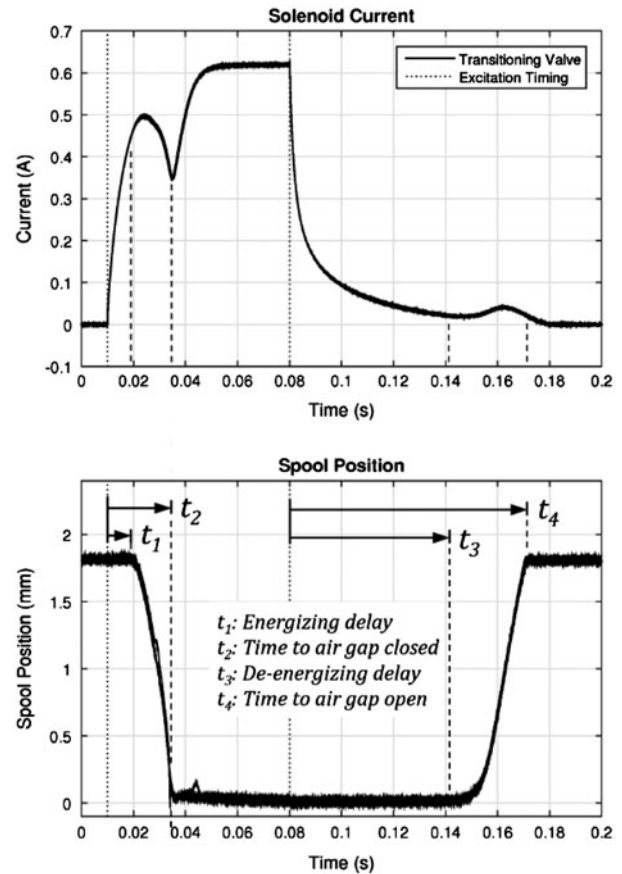 Solenoid Current
0.7
0.6
0.5
0.4
0.3
0.2
0.1
0
-0.1
Current (A)
Transitioning Valve
Excitation Timing
0 0.02 0.04 0.06 0.08 0.1 0.12 0.14 0.16 0.18 0.2
Time (s)
Spool Position
2
1.5
1
0.5
0
Spool Position (mm)
t2
t1
t4
t3
t1: Energizing delay
t2: Time to air gap closed
t3: De-energizing delay
t4: Time to air gap open
0 0.02 0.04 0.06 0.08 0.1 0.12 0.14 0.16 0.18 0.2
Time (s)